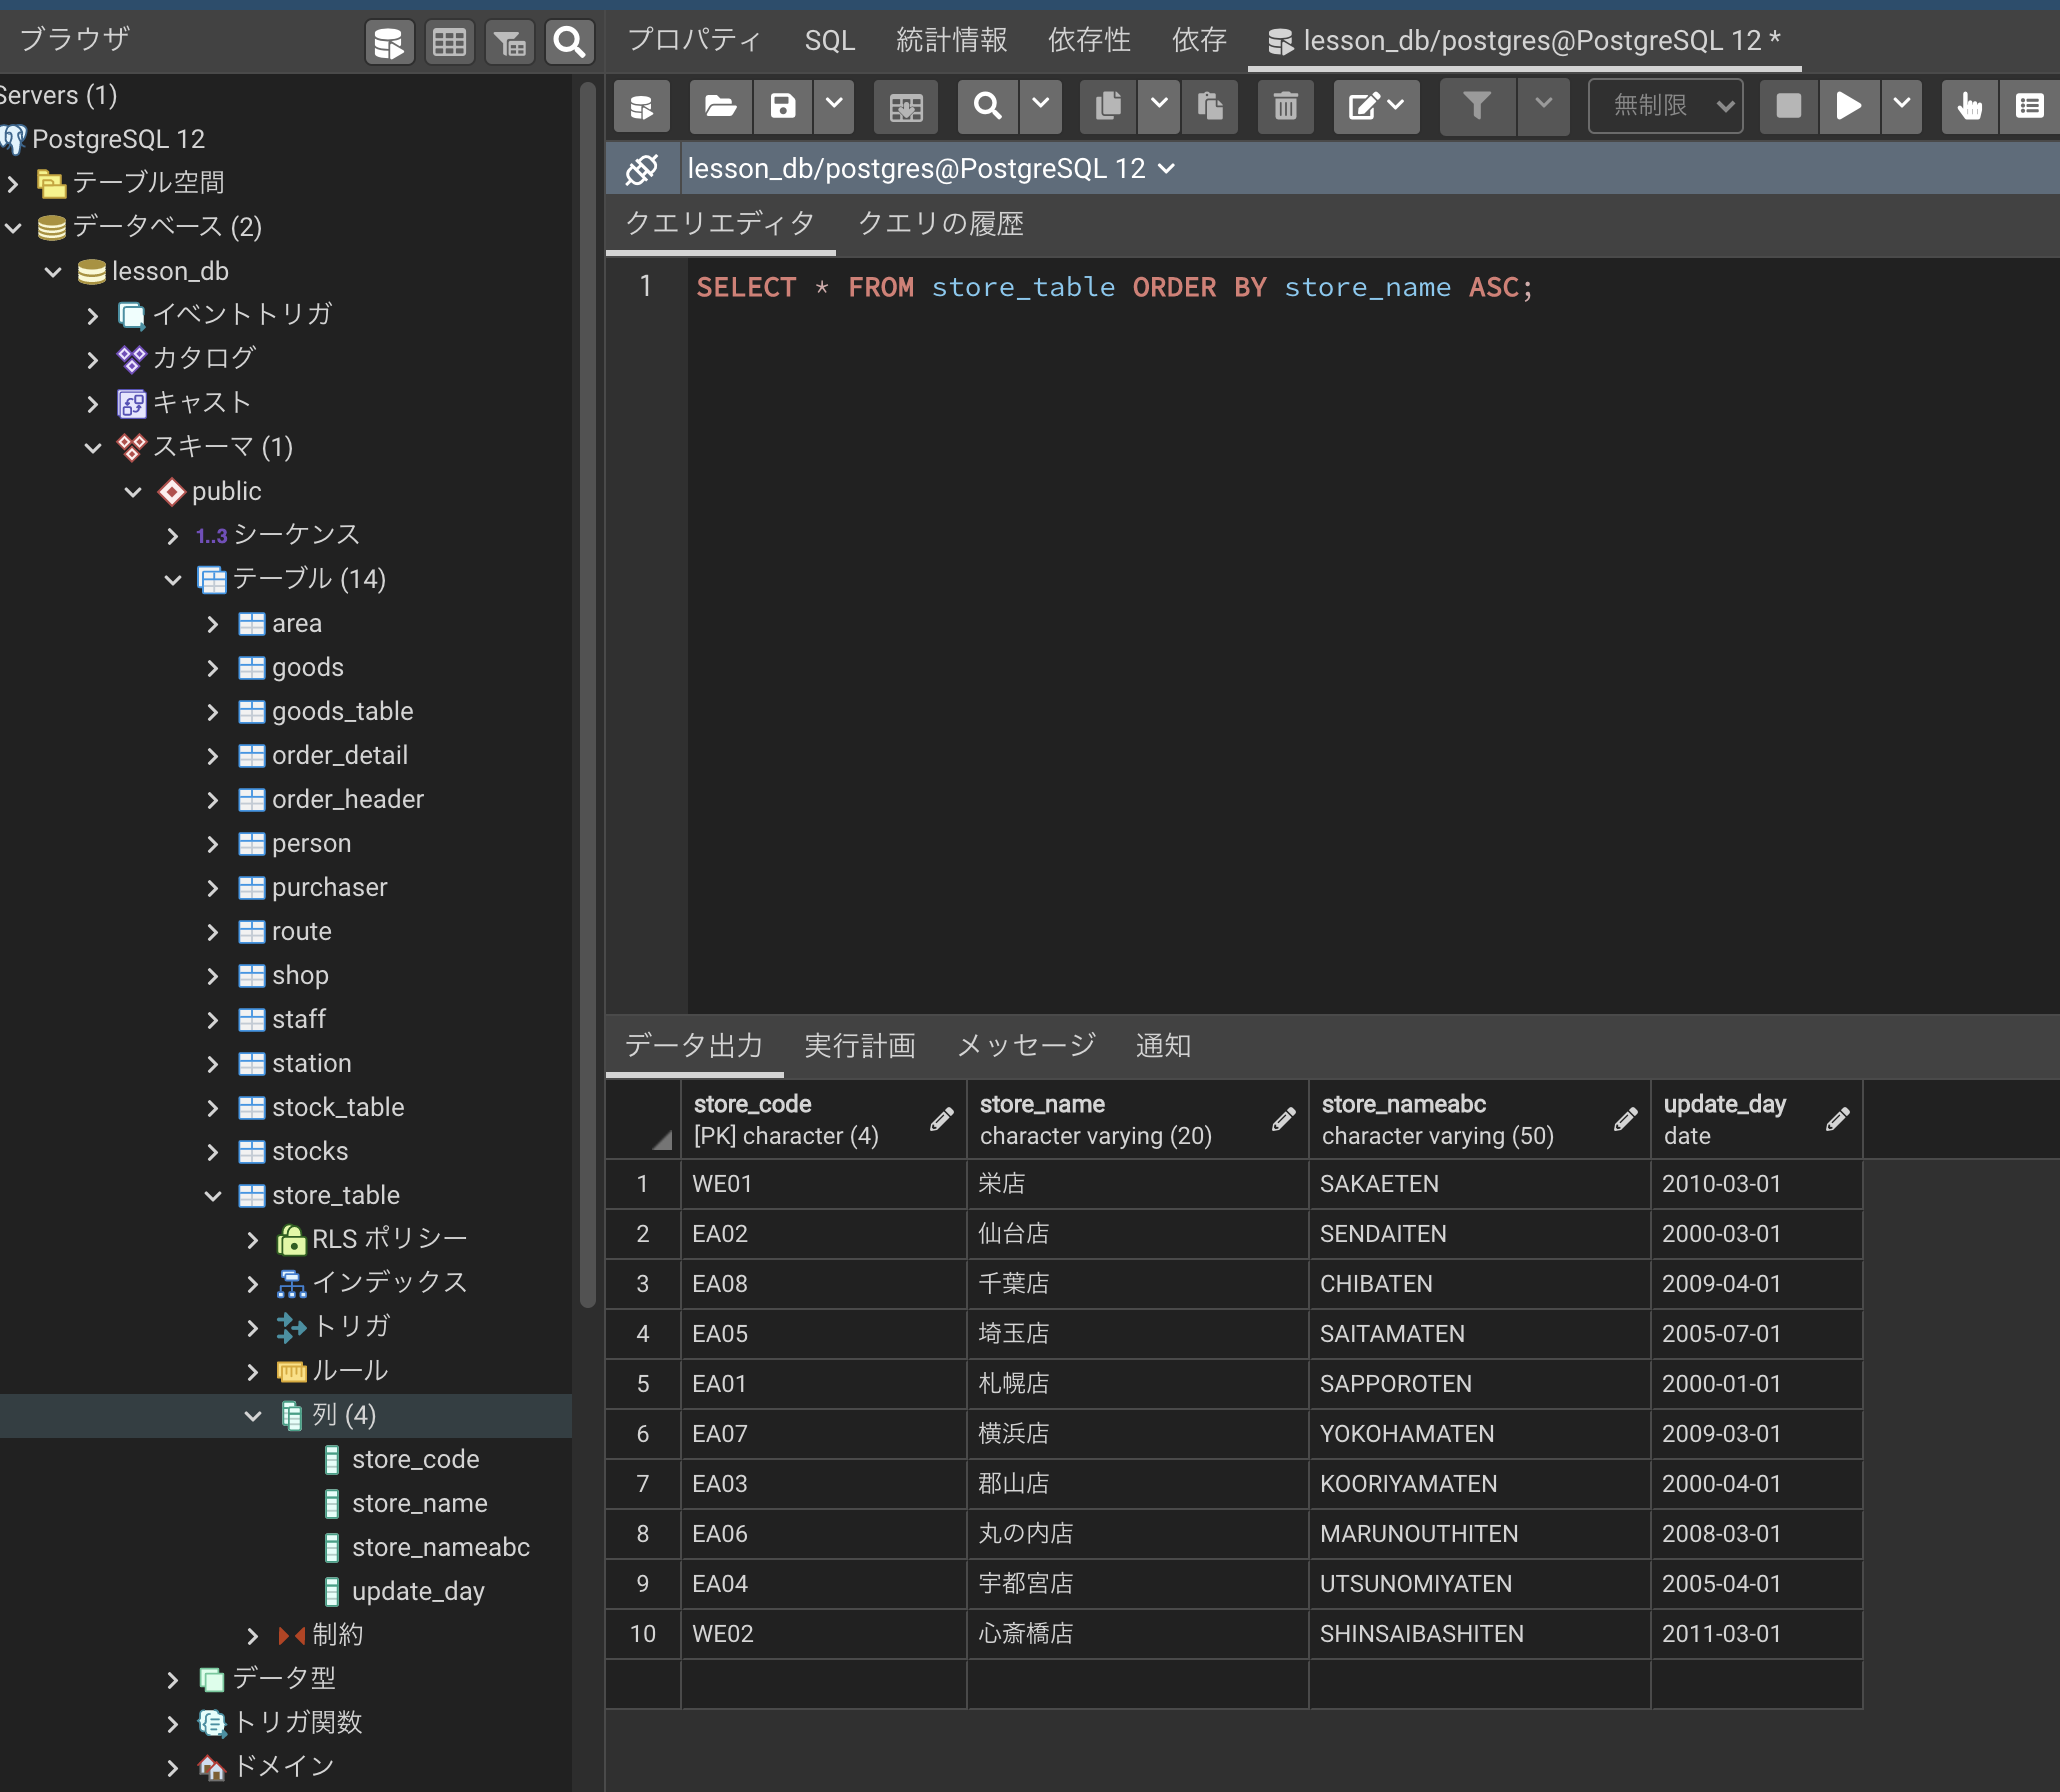 ブラウザ
プロパティ SQL 統計情報 依存性 依存 lesson_db/postgres@PostgreSQL 12 *
Servers (1)
PostgreSQL 12
テーブル空間
データベース (2)
lesson_db
イベントトリガ
カタログ
キャスト
スキーマ (1)
public
1..3 シーケンス
テーブル (14)
area
goods
goods_table
order_detail
order_header
person
purchaser
route
shop
staff
station
stock_table
stocks
store_table
RLS ポリシー
インデックス
トリガ
ルール
列 (4)
store_code
store_name
store_nameabc
update_day
制約
データ型
トリガ関数
ドメイン
無制限
lesson_db/postgres@PostgreSQL 12
クエリエディタ クエリの履歴
1 SELECT * FROM store_table ORDER BY store_name ASC;
データ出力 実行計画 メッセージ 通知
store_code store_name store_nameabc update_day
[PK] character (4) character varying (20) character varying (50) date
1 WE01 栄店 SAKAETEN 2010-03-01
2 EA02 仙台店 SENDAITEN 2000-03-01
3 EA08 千葉店 CHIBATEN 2009-04-01
4 EA05 埼玉店 SAITAMATEN 2005-07-01
5 EA01 札幌店 SAPPOROTEN 2000-01-01
6 EA07 横浜店 YOKOHAMATEN 2009-03-01
7 EA03 郡山店 KOORIYAMATEN 2000-04-01
8 EA06 丸の内店 MARUNOUTHITEN 2008-03-01
9 EA04 宇都宮店 UTSUNOMIYATEN 2005-04-01
10 WE02 心斎橋店 SHINSAIBASHITEN 2011-03-01